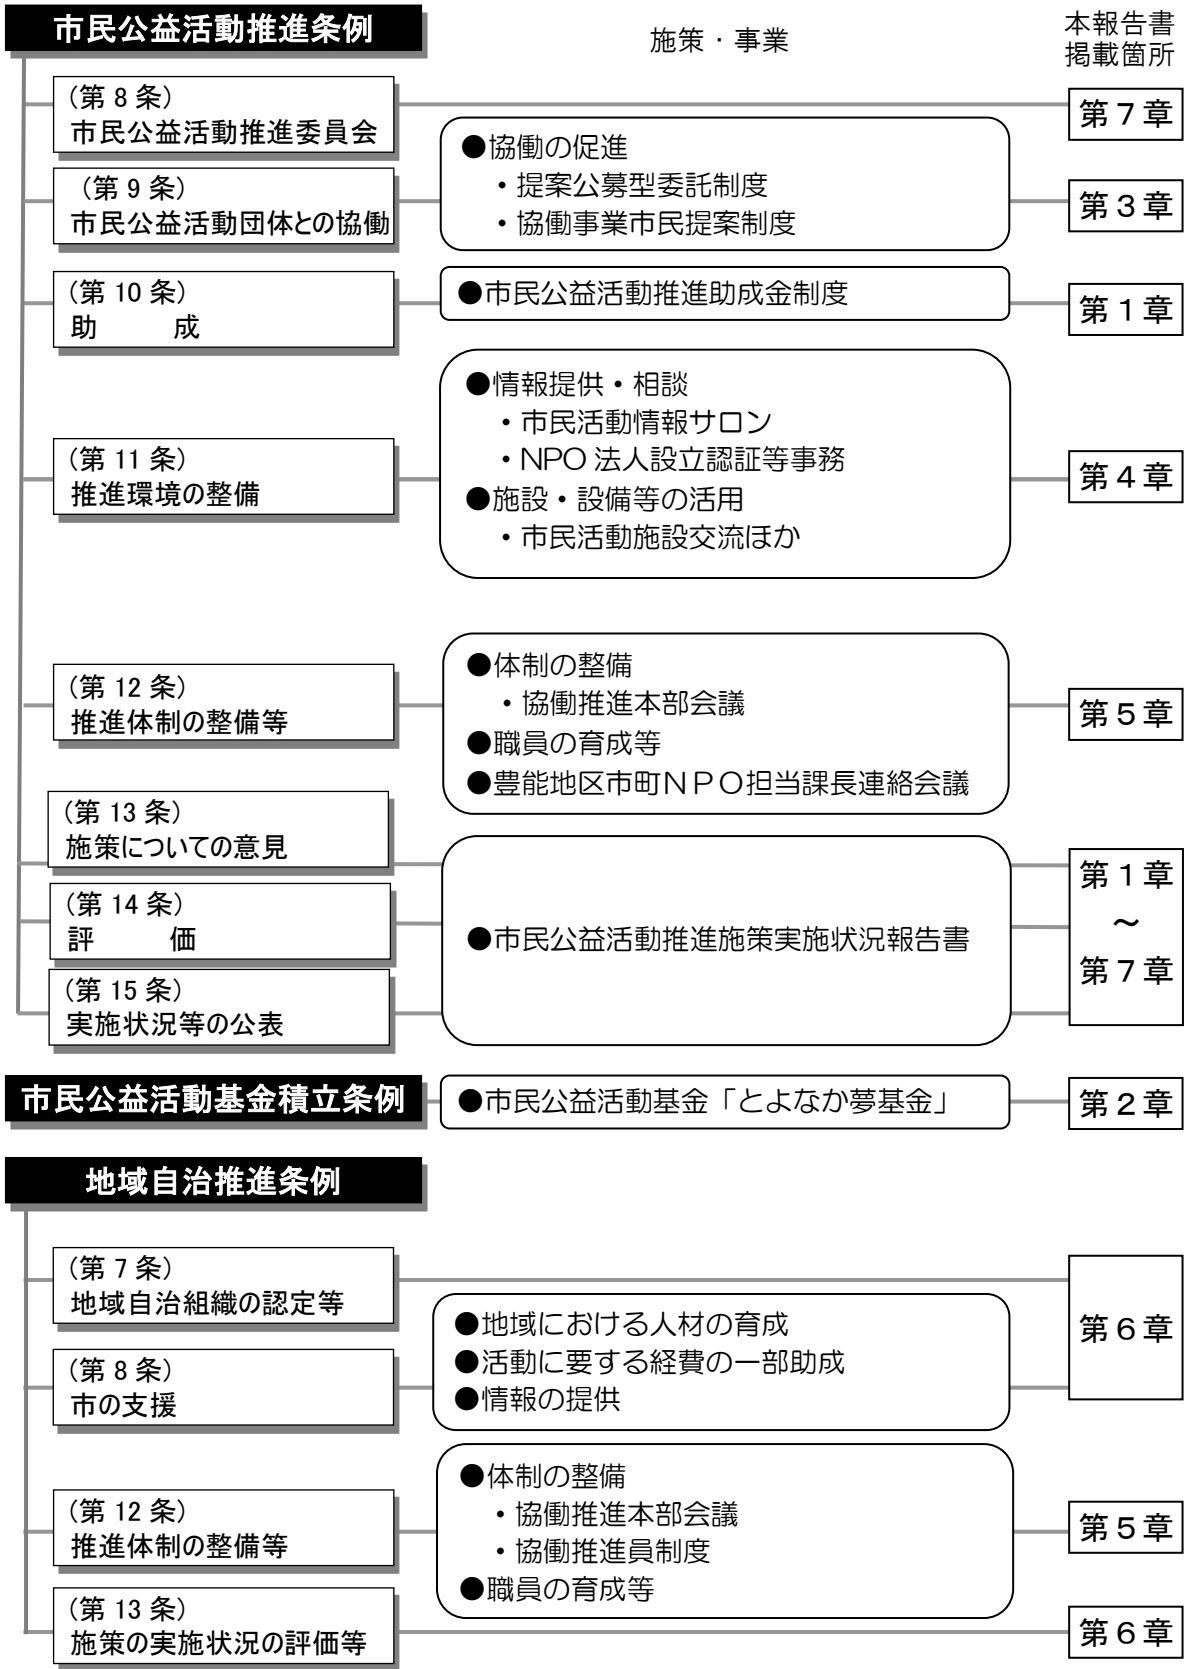 市民公益活動推進条例
施策・事業
本報告書
掲載箇所
(第 8 条)
市民公益活動推進委員会
第７章
(第 9 条)
市民公益活動団体との協働
●協働の促進
・提案公募型委託制度
・協働事業市民提案制度
第３章
(第 10 条)
助　　　成
●市民公益活動推進助成金制度
第１章
(第 11 条)
推進環境の整備
●情報提供・相談
・市民活動情報サロン
・NPO 法人設立認証等事務
●施設・設備等の活用
・市民活動施設交流ほか
第４章
(第 12 条)
推進体制の整備等
●体制の整備
・協働推進本部会議
●職員の育成等
●豊能地区市町ＮＰＯ担当課長連絡会議
第５章
(第 13 条)
施策についての意見
(第 14 条)
評　　　価
(第 15 条)
実施状況等の公表
●市民公益活動推進施策実施状況報告書
第１章
～
第７章
市民公益活動基金積立条例
●市民公益活動基金「とよなか夢基金」
第２章
地域自治推進条例
(第 7 条)
地域自治組織の認定等
(第 8 条)
市の支援
●地域における人材の育成
●活動に要する経費の一部助成
●情報の提供
第６章
(第 12 条)
推進体制の整備等
●体制の整備
・協働推進本部会議
・協働推進員制度
●職員の育成等
第５章
(第 13 条)
施策の実施状況の評価等
第６章